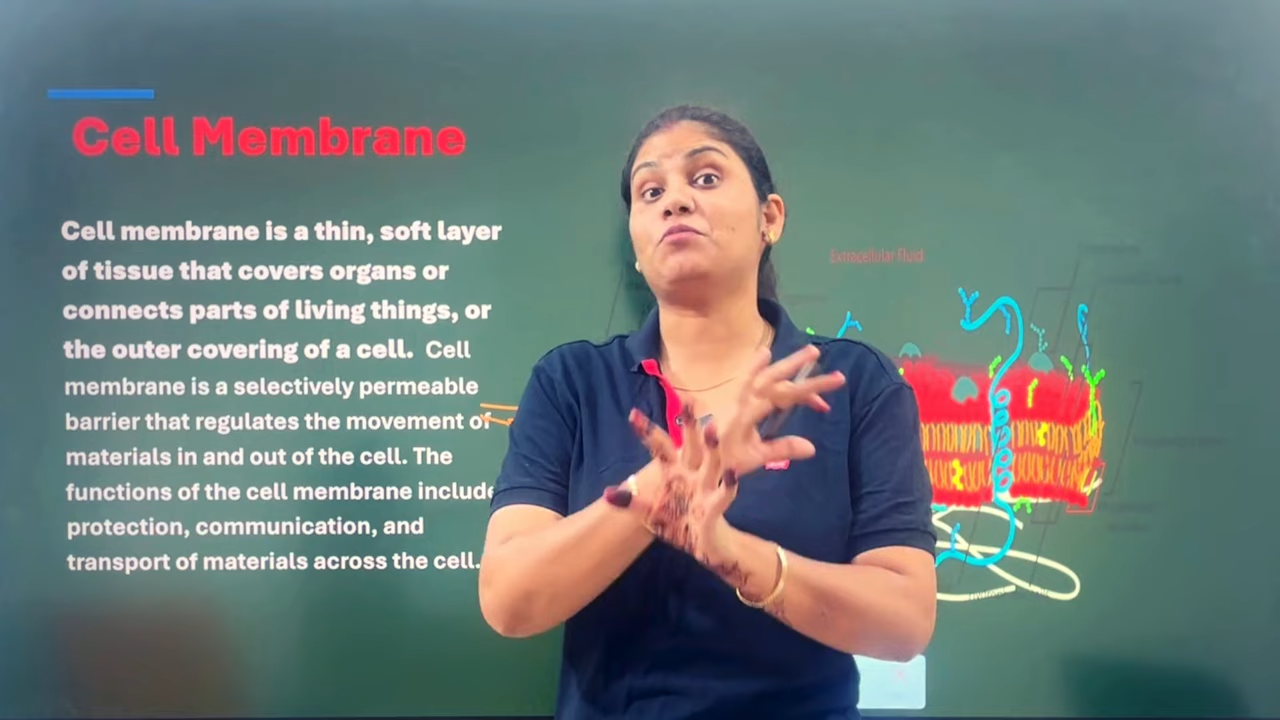 Cell Membrane
Cell membrane is a thin, soft layer
of tissue that covers organs or
connects parts of living things, or
the outer covering of a cell. Cell
membrane is a selectively permeable
barrier that regulates the movement of
materials in and out of the cell. The
functions of the cell membrane include
protection, communication, and
transport of materials across the cell.
Extracellular Fluid